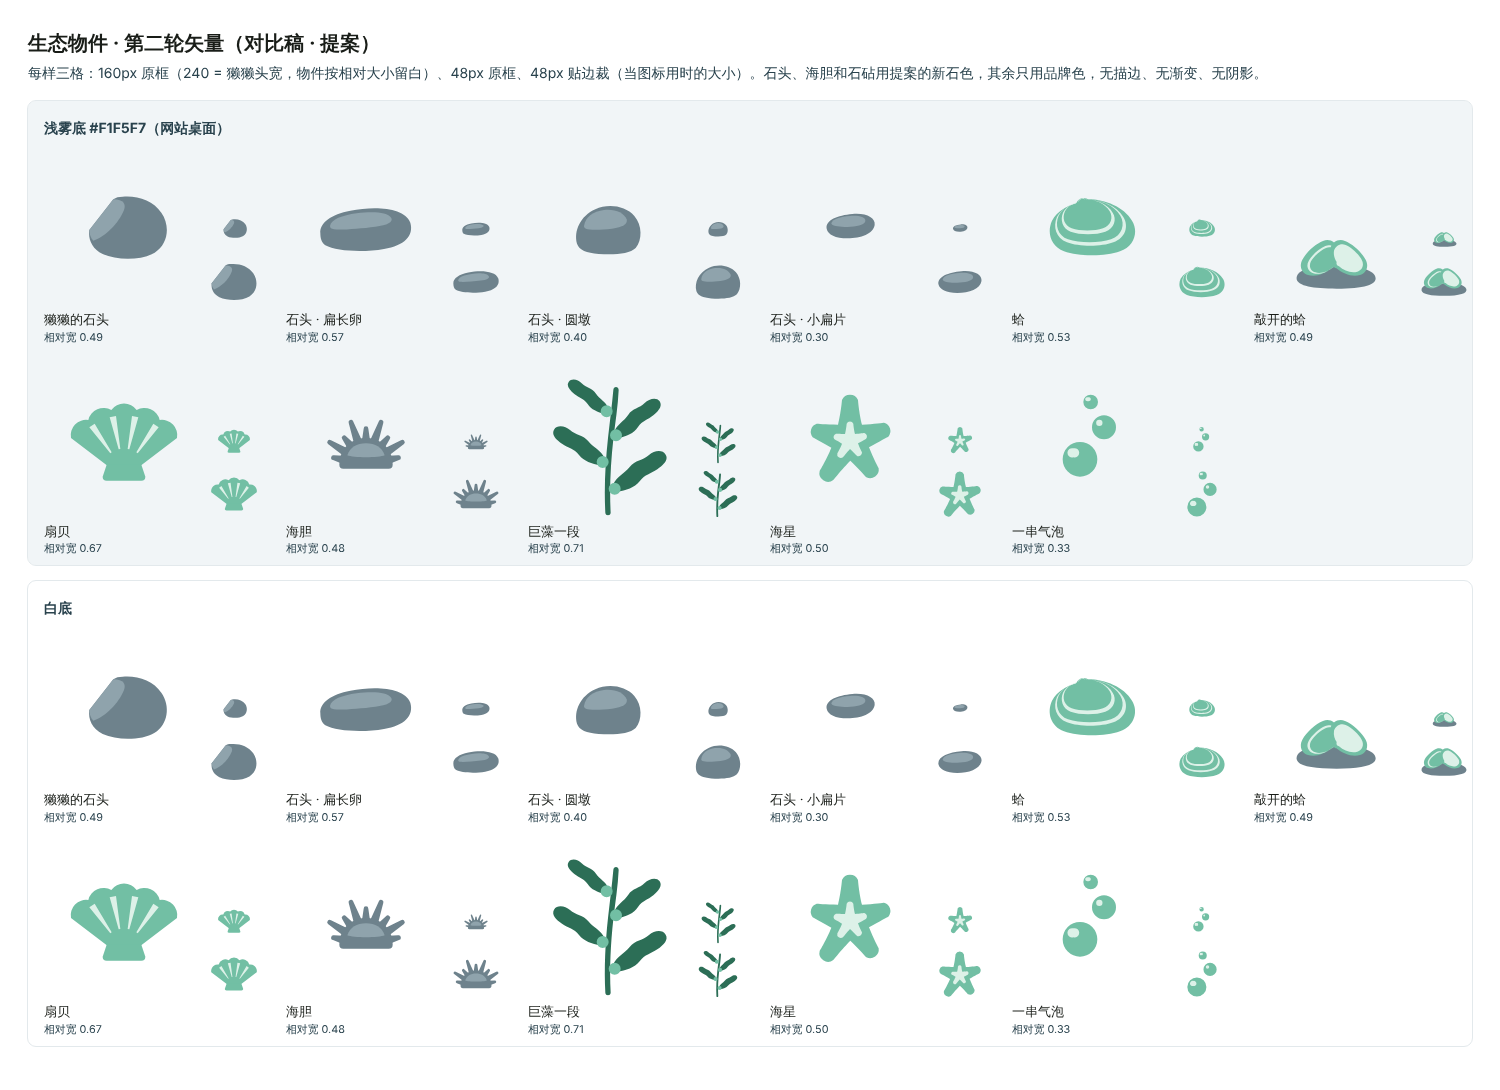 生态物件 · 第二轮矢量（对比稿 · 提案）
每样三格：160px 原框（240 = 獭獭头宽，物件按相对大小留白）、48px 原框、48px 贴边裁（当图标用时的大小）。石头、海胆和石砧用提案的新石色，其余只用品牌色，无描边、无渐变、无阴影。
浅雾底 #F1F5F7（网站桌面）
獭獭的石头
相对宽 0.49
石头 · 扁长卵
相对宽 0.57
石头 · 圆墩
相对宽 0.40
石头 · 小扁片
相对宽 0.30
蛤
相对宽 0.53
敲开的蛤
相对宽 0.49
扇贝
相对宽 0.67
海胆
相对宽 0.48
巨藻一段
相对宽 0.71
海星
相对宽 0.50
一串气泡
相对宽 0.33
白底
獭獭的石头
相对宽 0.49
石头 · 扁长卵
相对宽 0.57
石头 · 圆墩
相对宽 0.40
石头 · 小扁片
相对宽 0.30
蛤
相对宽 0.53
敲开的蛤
相对宽 0.49
扇贝
相对宽 0.67
海胆
相对宽 0.48
巨藻一段
相对宽 0.71
海星
相对宽 0.50
一串气泡
相对宽 0.33